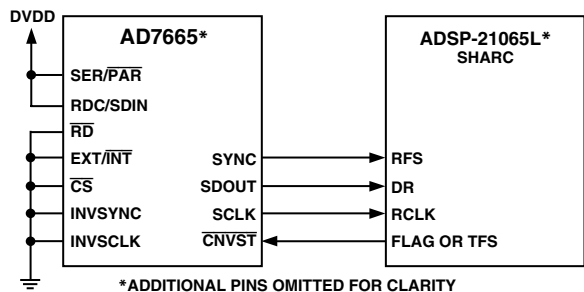 DVDD
AD7665*
ADSP-21065L*
SHARC
SER/PAR
RDC/SDIN
RD
EXT/INT
CS
INVSYNC
INVSCLK
SYNC
SDOUT
SCLK
CNVST
RFS
DR
RCLK
FLAG OR TFS
*ADDITIONAL PINS OMITTED FOR CLARITY